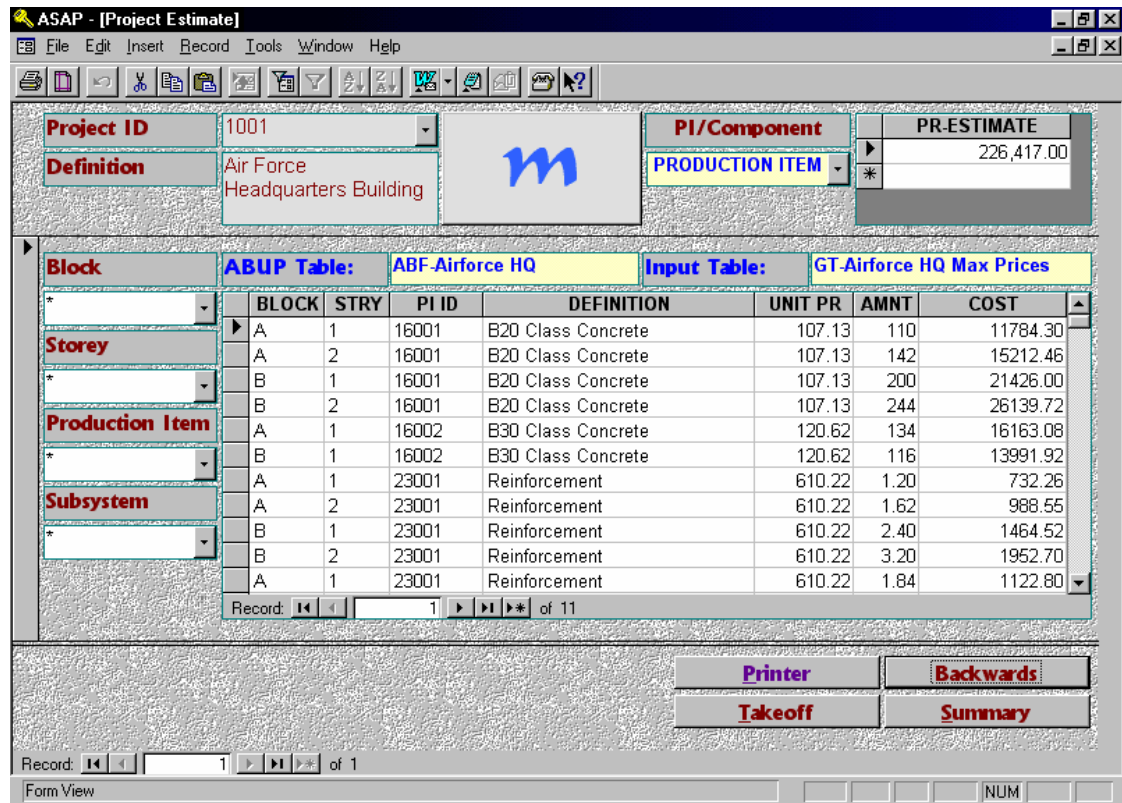 ASAP - [Project Estimate]
File Edit Insert Record Tools Window Help
Project ID 1001 PI/Component PR-ESTIMATE
m
Definition Air Force PRODUCTION ITEM 226,417.00
Headquarters Building
Block ABUP Table: ABF-Airforce HQ Input Table: GT-Airforce HQ Max Prices
* BLOCK STRY PI ID DEFINITION UNIT PR AMNT COST
A 1 16001 B20 Class Concrete 107.13 110 11784.30
Storey
A 2 16001 B20 Class Concrete 107.13 142 15212.46
* B 1 16001 B20 Class Concrete 107.13 200 21426.00
B 2 16001 B20 Class Concrete 107.13 244 26139.72
Production Item
A 1 16002 B30 Class Concrete 120.62 134 16163.08
* B 1 16002 B30 Class Concrete 120.62 116 13991.92
A 1 23001 Reinforcement 610.22 1.20 732.26
Subsystem
A 2 23001 Reinforcement 610.22 1.62 988.55
* B 1 23001 Reinforcement 610.22 2.40 1464.52
B 2 23001 Reinforcement 610.22 3.20 1952.70
A 1 23001 Reinforcement 610.22 1.84 1122.80
Record: 1 of 11
Printer Backwards
Takeoff Summary
Record: 1 of 1
Form View NUM